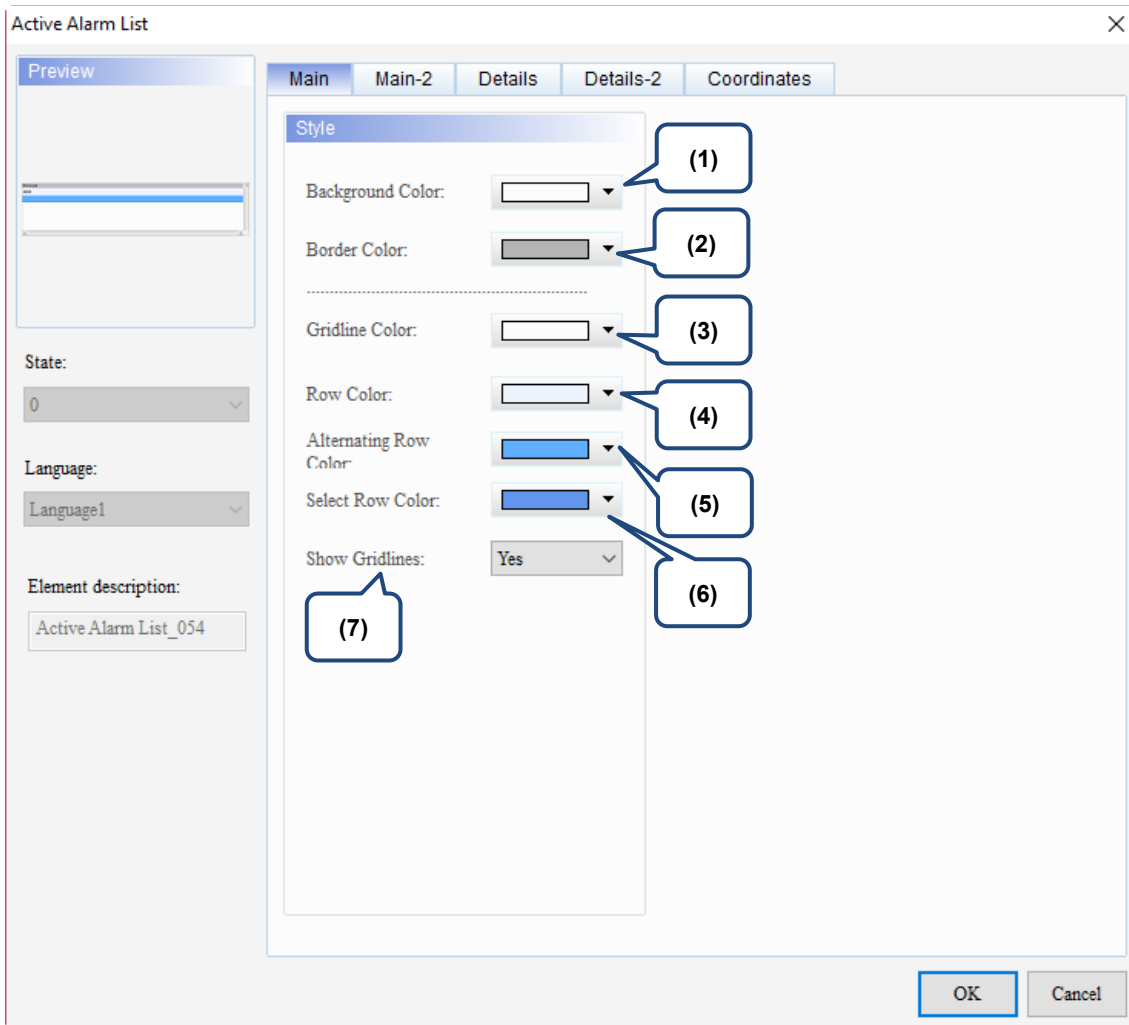 Active Alarm List
Preview
Main Main-2 Details Details-2 Coordinates
Style
(1)
Background Color:
(2)
Border Color:
(3)
Gridline Color:
State:
0
Row Color:
(4)
Alternating Row
Color:
Language:
Language1
Select Row Color:
(5)
Show Gridlines: Yes
(6)
Element description:
Active Alarm List_054
(7)
OK Cancel